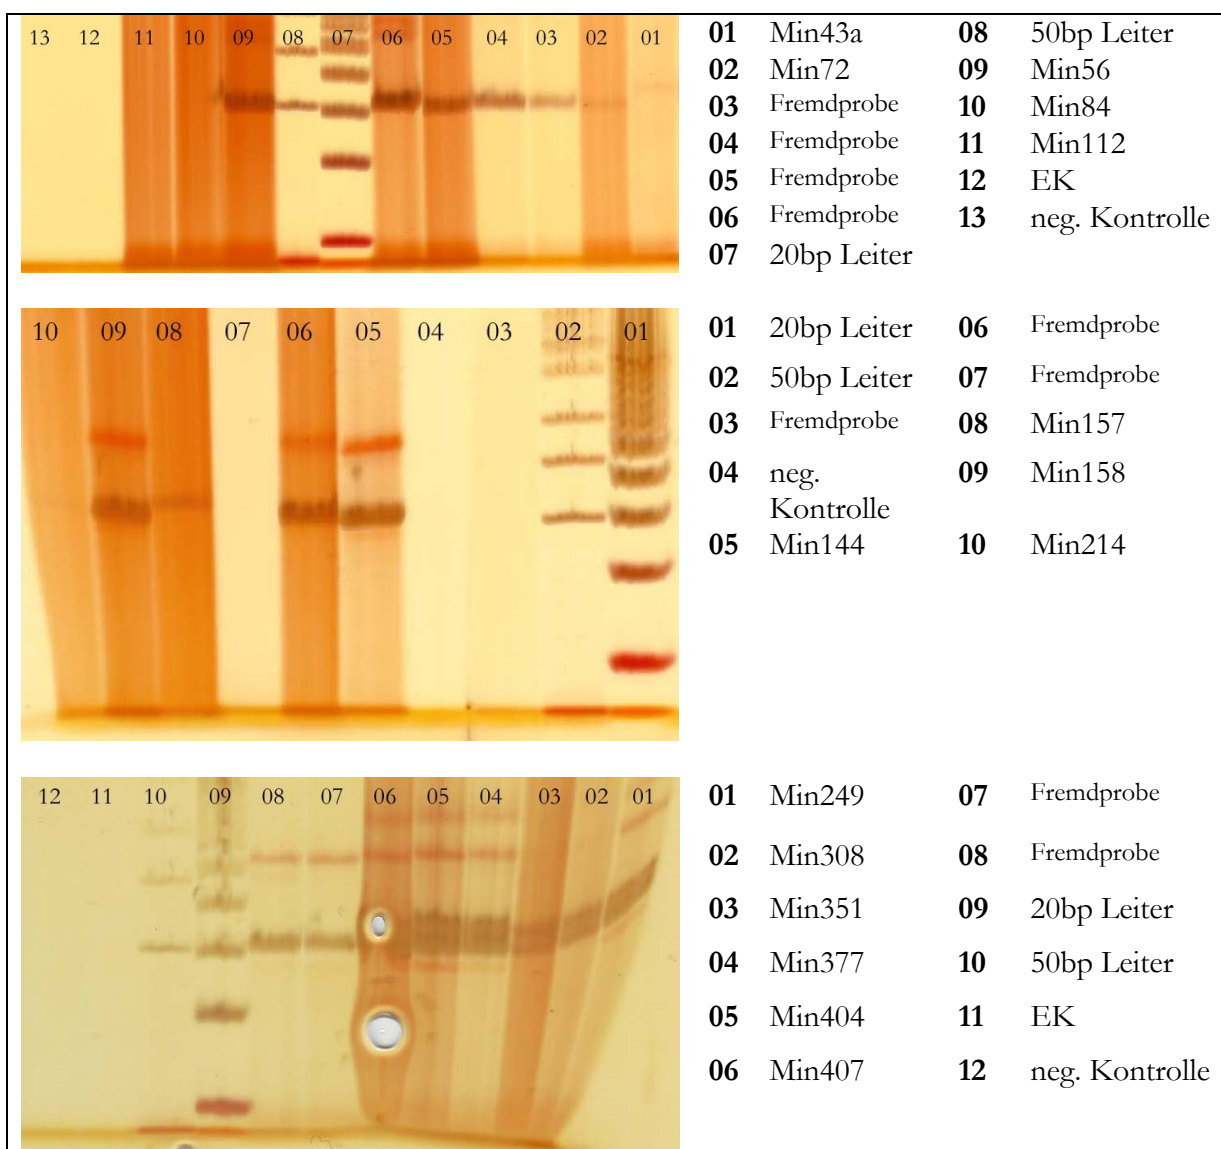 13 12 11 10 09 08 07 06 05 04 03 02 01
01 Min43a 08 50bp Leiter
02 Min72 09 Min56
03 Fremdprobe 10 Min84
04 Fremdprobe 11 Min112
05 Fremdprobe 12 EK
06 Fremdprobe 13 neg. Kontrolle
07 20bp Leiter
10 09 08 07 06 05 04 03 02 01
01 20bp Leiter 06 Fremdprobe
02 50bp Leiter 07 Fremdprobe
03 Fremdprobe 08 Min157
04 neg. 09 Min158
Kontrolle
05 Min144 10 Min214
12 11 10 09 08 07 06 05 04 03 02 01
01 Min249 07 Fremdprobe
02 Min308 08 Fremdprobe
03 Min351 09 20bp Leiter
04 Min377 10 50bp Leiter
05 Min404 11 EK
06 Min407 12 neg. Kontrolle